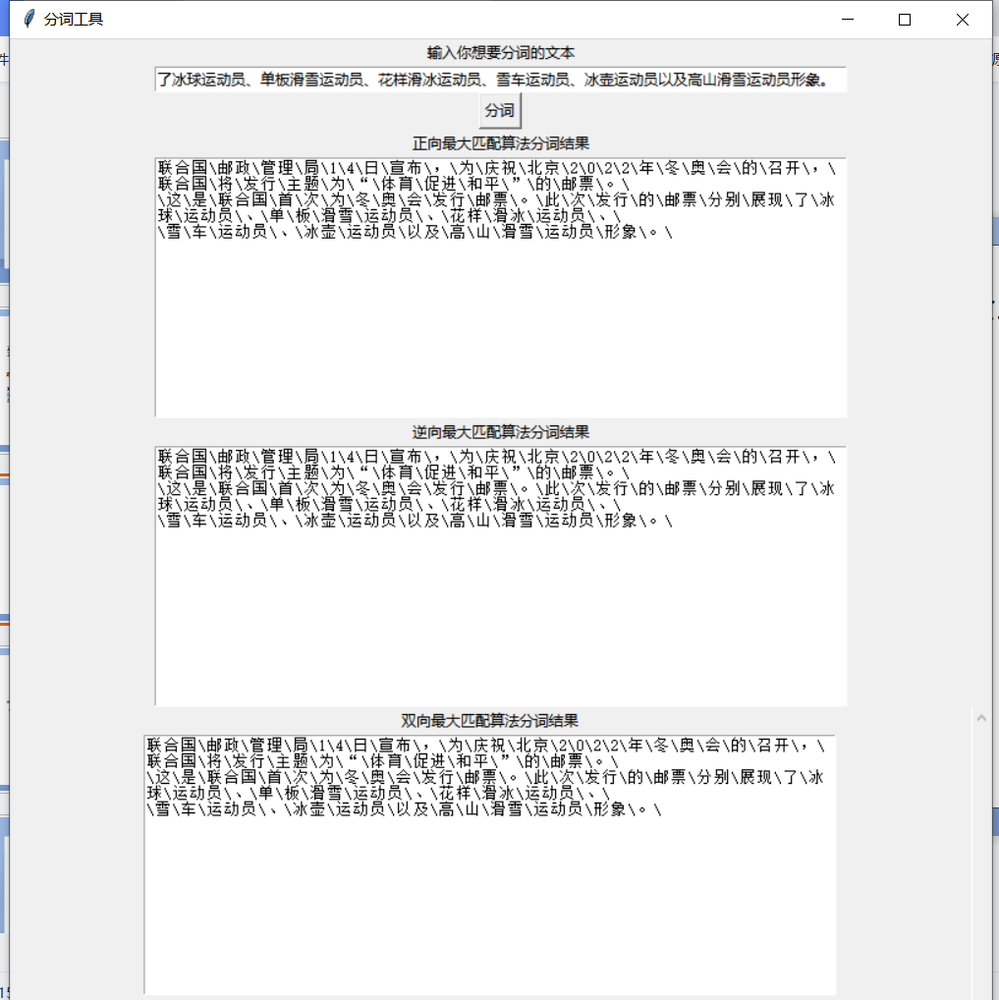 分词工具
输入你想要分词的文本
了冰球运动员、单板滑雪运动员、花样滑冰运动员、雪车运动员、冰壶运动员以及高山滑雪运动员形象。
分词
正向最大匹配算法分词结果
联合国\邮政\管理\局\1\4\日\宣布\，\为\庆祝\北京\2\0\2\2\年\冬\奥\会\的\召开\，\
联合国\将\发行\主题\为\“\体育\促进\和平\”\的\邮票\。\
\这\是\联合国\首\次\为\冬\奥\会\发行\邮票\。\此\次\发行\的\邮票\分别\展现\了\冰
球\运动员\、\单\板\滑雪\运动员\、\花样\滑冰\运动员\、\
\雪\车\运动员\、\冰壶\运动员\以及\高\山\滑雪\运动员\形象\。\
逆向最大匹配算法分词结果
联合国\邮政\管理\局\1\4\日\宣布\，\为\庆祝\北京\2\0\2\2\年\冬\奥\会\的\召开\，\
联合国\将\发行\主题\为\“\体育\促进\和平\”\的\邮票\。\
\这\是\联合国\首\次\为\冬\奥\会\发行\邮票\。\此\次\发行\的\邮票\分别\展现\了\冰
球\运动员\、\单\板\滑雪\运动员\、\花样\滑冰\运动员\、\
\雪\车\运动员\、\冰壶\运动员\以及\高\山\滑雪\运动员\形象\。\
双向最大匹配算法分词结果
联合国\邮政\管理\局\1\4\日\宣布\，\为\庆祝\北京\2\0\2\2\年\冬\奥\会\的\召开\，\
联合国\将\发行\主题\为\“\体育\促进\和平\”\的\邮票\。\
\这\是\联合国\首\次\为\冬\奥\会\发行\邮票\。\此\次\发行\的\邮票\分别\展现\了\冰
球\运动员\、\单\板\滑雪\运动员\、\花样\滑冰\运动员\、\
\雪\车\运动员\、\冰壶\运动员\以及\高\山\滑雪\运动员\形象\。\